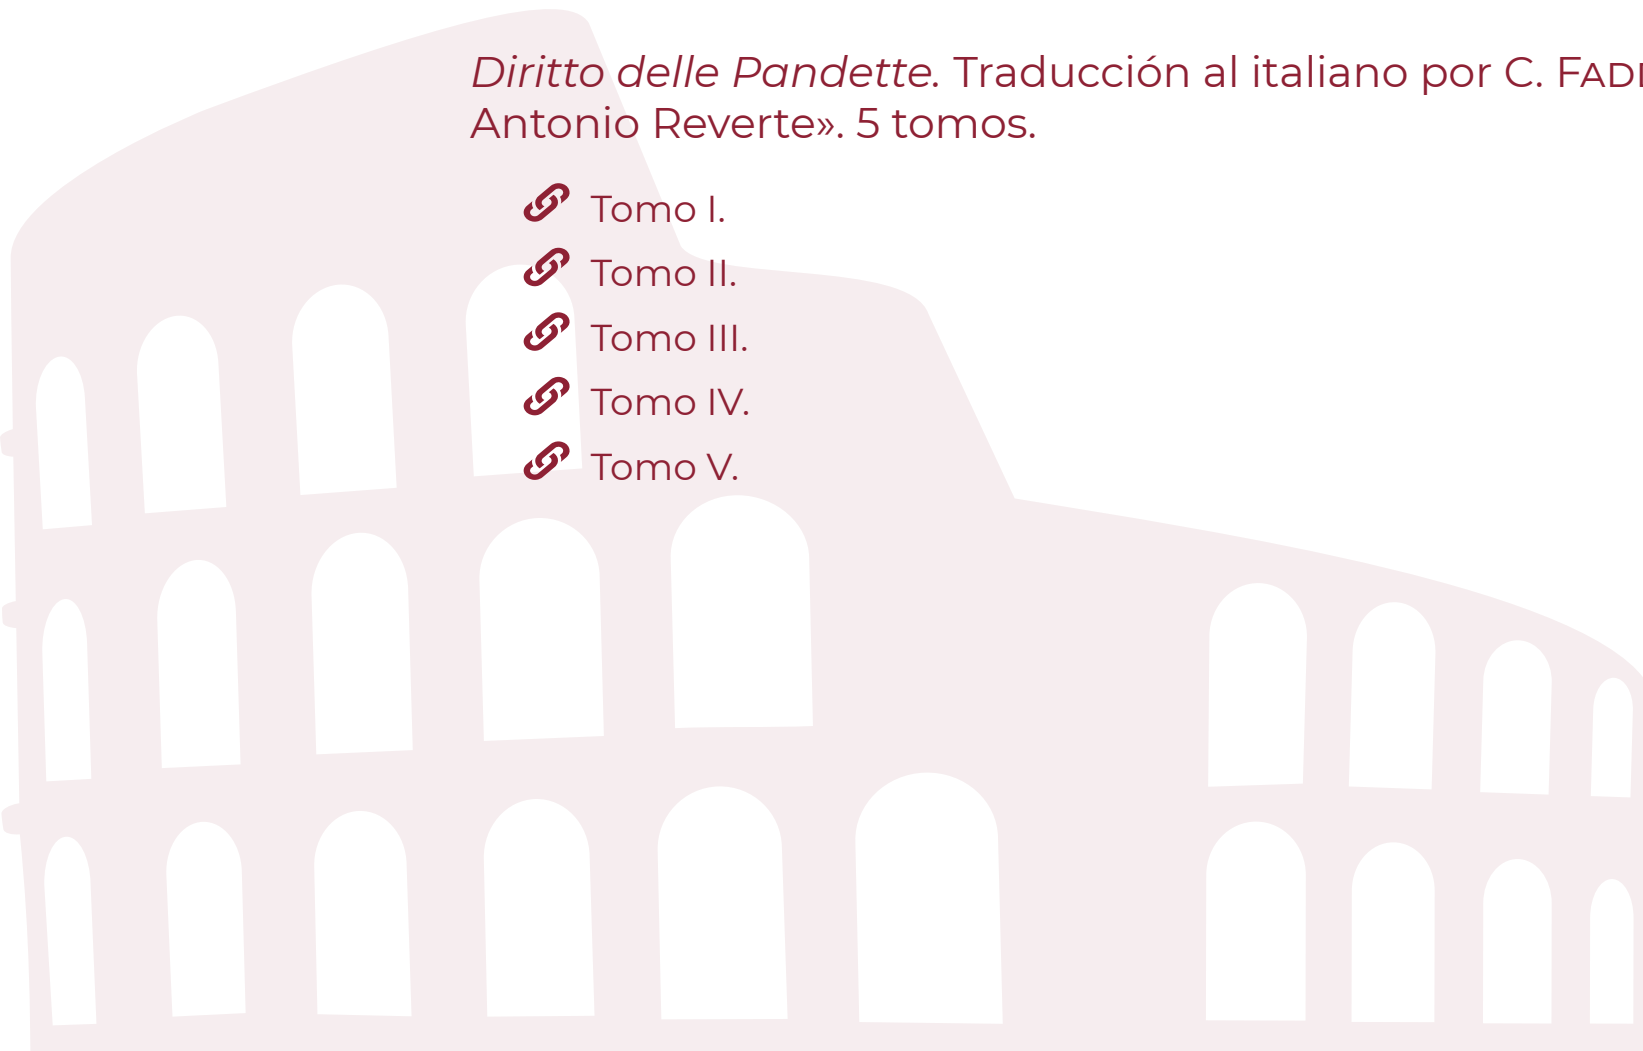 Diritto delle Pandette. Traducción al italiano por C.
Antonio Reverte». 5 tomos.
Tomo I.
Tomo II.
Tomo III.
Tomo IV.
Tomo V.